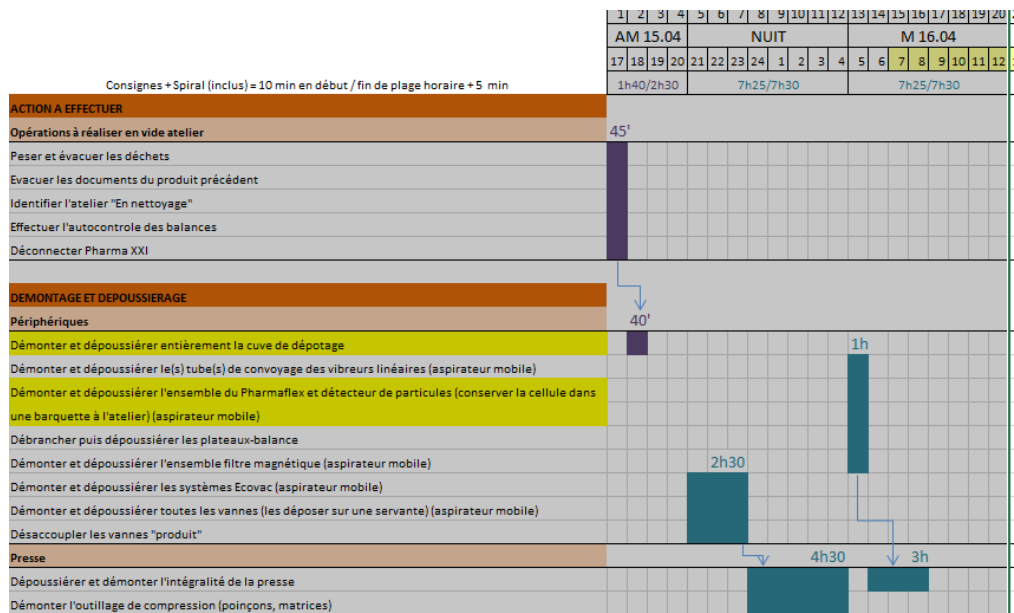 1 2 3 4 5 6 7 8 9 10 11 12 13 14 15 16 17 18 19 20
AM 15.04 NUIT M 16.04
17 18 19 20 21 22 23 24 1 2 3 4 5 6 7 8 9 10 11 12
Consignes + Spiral (inclus) = 10 min en début / fin de plage horaire + 5 min 1h40/2h30 7h25/7h30 7h25/7h30
ACTION A EFFECTUER
Opérations à réaliser en vide atelier 45'
Peser et évacuer les déchets
Evacuer les documents du produit précédent
Identifier l'atelier "En nettoyage"
Effectuer l'autocontrole des balances
Déconnecter Pharma XXI
DEMONTAGE ET DEPOUSSIERAGE
Périphériques 40'
Démonter et dépoussiérer entièrement la cuve de dépotage 1h
Démonter et dépoussiérer le(s) tube(s) de convoyage des vibreurs linéaires (aspirateur mobile)
Démonter et dépoussiérer l'ensemble du Pharmaflex et détecteur de particules (conserver la cellule dans
une barquette à l'atelier) (aspirateur mobile)
Débrancher puis dépoussiérer les plateaux-balance
Démonter et dépoussiérer l'ensemble filtre magnétique (aspirateur mobile) 2h30
Démonter et dépoussiérer les systèmes Ecovac (aspirateur mobile)
Démonter et dépoussiérer toutes les vannes (les déposer sur une servante) (aspirateur mobile)
Désaccoupler les vannes "produit"
Presse 4h30 3h
Dépoussiérer et démonter l'intégralité de la presse
Démonter l'outillage de compression (poinçons, matrices)